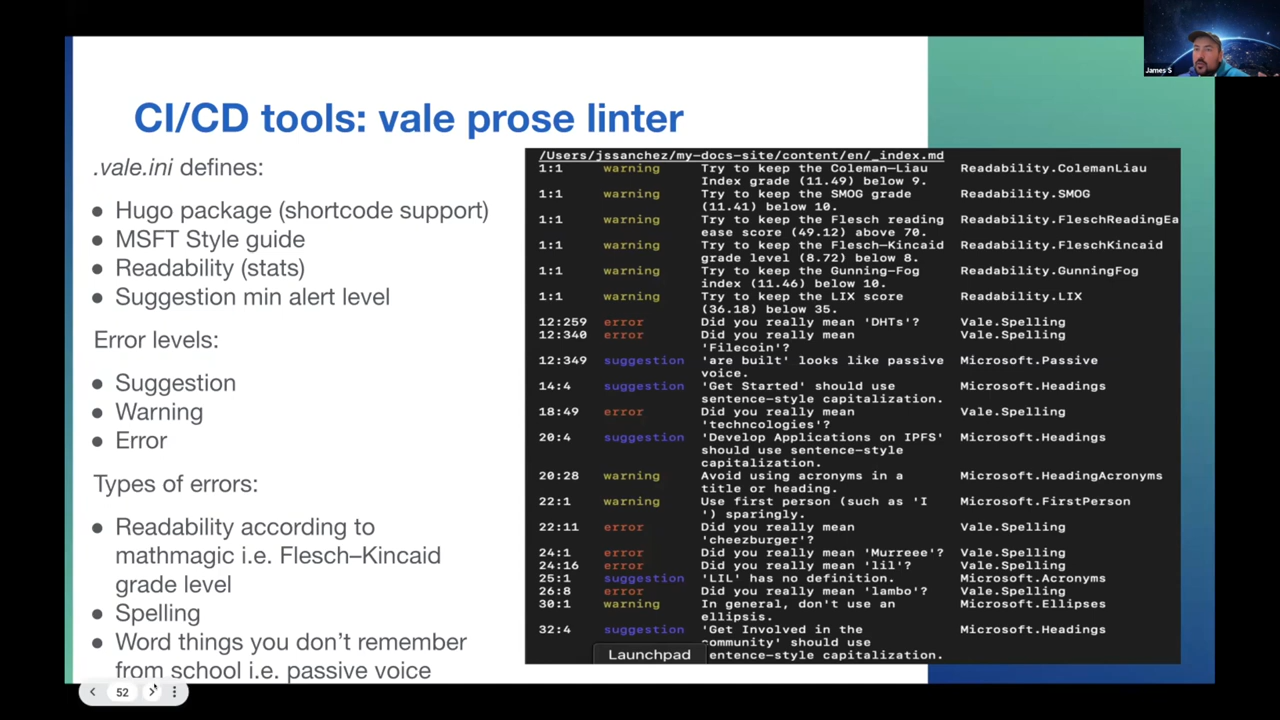 James S
CI/CD tools: vale prose linter
.vale.ini defines:
● Hugo package (shortcode support)
● MSFT Style guide
● Readability (stats)
● Suggestion min alert level
Error levels:
● Suggestion
● Warning
● Error
Types of errors:
● Readability according to
mathmagic i.e. Flesch–Kincaid
grade level
● Spelling
● Word things you don’t remember
from school i.e. passive voice
/Users/jssanchez/my-docs-site/content/en/_index.md
1:1 warning Try to keep the Coleman–Liau Readability.ColemanLiau
Index grade (11.49) below 9.
1:1 warning Try to keep the SMOG grade Readability.SMOG
(11.41) below 10.
1:1 warning Try to keep the Flesch reading Readability.FleschReadingEa
ease score (49.12) above 70.
1:1 warning Try to keep the Flesch–Kincaid Readability.FleschKincaid
grade level (8.72) below 8.
1:1 warning Try to keep the Gunning-Fog Readability.GunningFog
index (11.46) below 10.
1:1 warning Try to keep the LIX score Readability.LIX
(36.18) below 35.
12:259 error Did you really mean 'DHTs'? Vale.Spelling
12:340 error Did you really mean Vale.Spelling
'Filecoin'?
12:349 suggestion 'are built' looks like passive Microsoft.Passive
voice.
14:4 suggestion 'Get Started' should use Microsoft.Headings
sentence-style capitalization.
18:49 error Did you really mean Vale.Spelling
'techncologies'?
20:4 suggestion 'Develop Applications on IPFS' Microsoft.Headings
should use sentence-style
capitalization.
20:28 warning Avoid using acronyms in a Microsoft.HeadingAcronyms
title or heading.
22:1 warning Use first person (such as 'I Microsoft.FirstPerson
') sparingly.
22:11 error Did you really mean Vale.Spelling
'cheezburger'?
24:1 error Did you really mean 'Murreee'? Vale.Spelling
24:16 error Did you really mean 'lil'? Vale.Spelling
25:1 suggestion 'LIL' has no definition. Microsoft.Acronyms
26:8 error Did you really mean 'lambo'? Vale.Spelling
30:1 warning In general, don't use an Microsoft.Ellipses
ellipsis.
32:4 suggestion 'Get Involved in the Microsoft.Headings
community' should use
sentence-style capitalization.
Launchpad
52